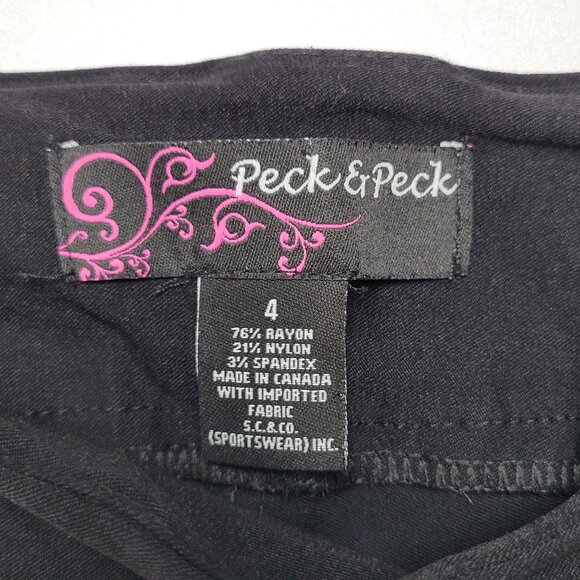 Peck & Peck
4
76% RAYON
21% NYLON
3% SPANDEX
MADE IN CANADA
WITH IMPORTED
FABRIC
S.C.&CO.
(SPORTSWEAR) INC.